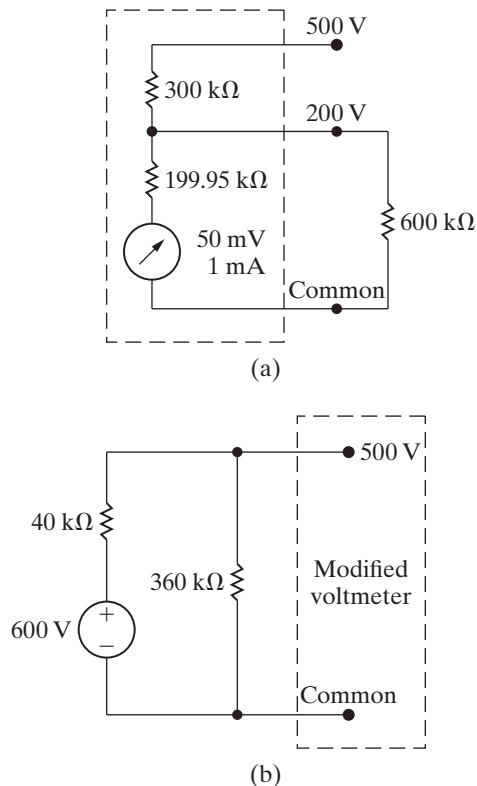 500 V
300 kΩ
200 V
199.95 kΩ
600 kΩ
50 mV
1 mA
Common
(a)
500 V
40 kΩ
360 kΩ
Modified
voltmeter
600 V
+
−
Common
(b)